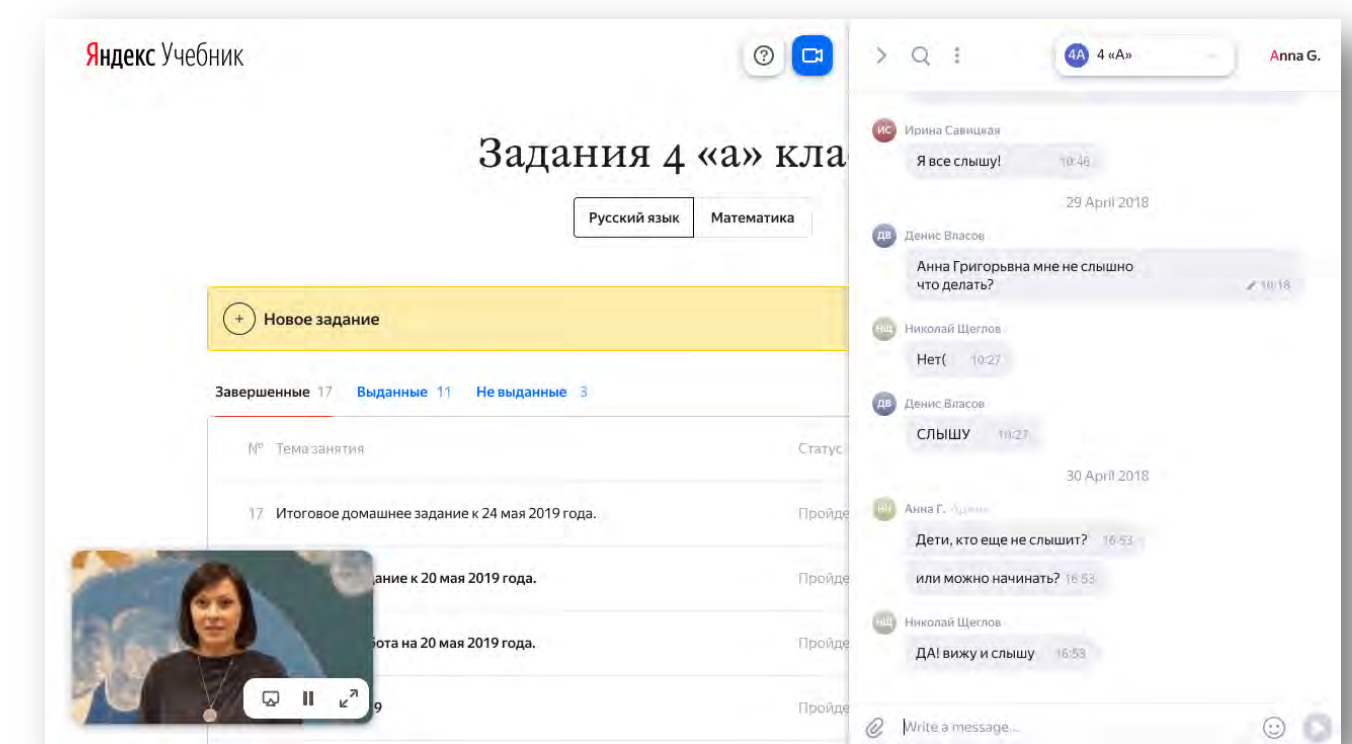 Яндекс Учебник
4А 4 «А»
Anna G.
Задания 4 «а» кла
Русский язык Математика
Новое задание
Завершенные 17 Выданные 11 Не выданные 3
№ Тема занятия Статус
17 Итоговое домашнее задание к 24 мая 2019 года. Пройде
дание к 20 мая 2019 года. Пройде
бота на 20 мая 2019 года. Пройде
9 Пройде
ИС Ирина Савицкая
Я все слышу! 10:46
29 April 2018
ДВ Денис Власов
Анна Григорьвна мне не слышно
что делать? 10:18
НЩ Николай Щеглов
Нет( 10:27
ДВ Денис Власов
СЛЫШУ 10:27
30 April 2018
Анна Г. Админ
Дети, кто еще не слышит? 16:53
или можно начинать? 16:53
НЩ Николай Щеглов
ДА! вижу и слышу 16:53
Write a message...